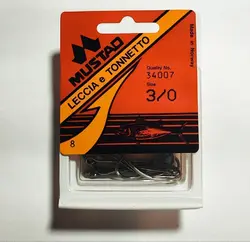 MUSTAD
LECCIA e TONNETTO
Quality No.
34007
Size
3/0
Made in Norway
8